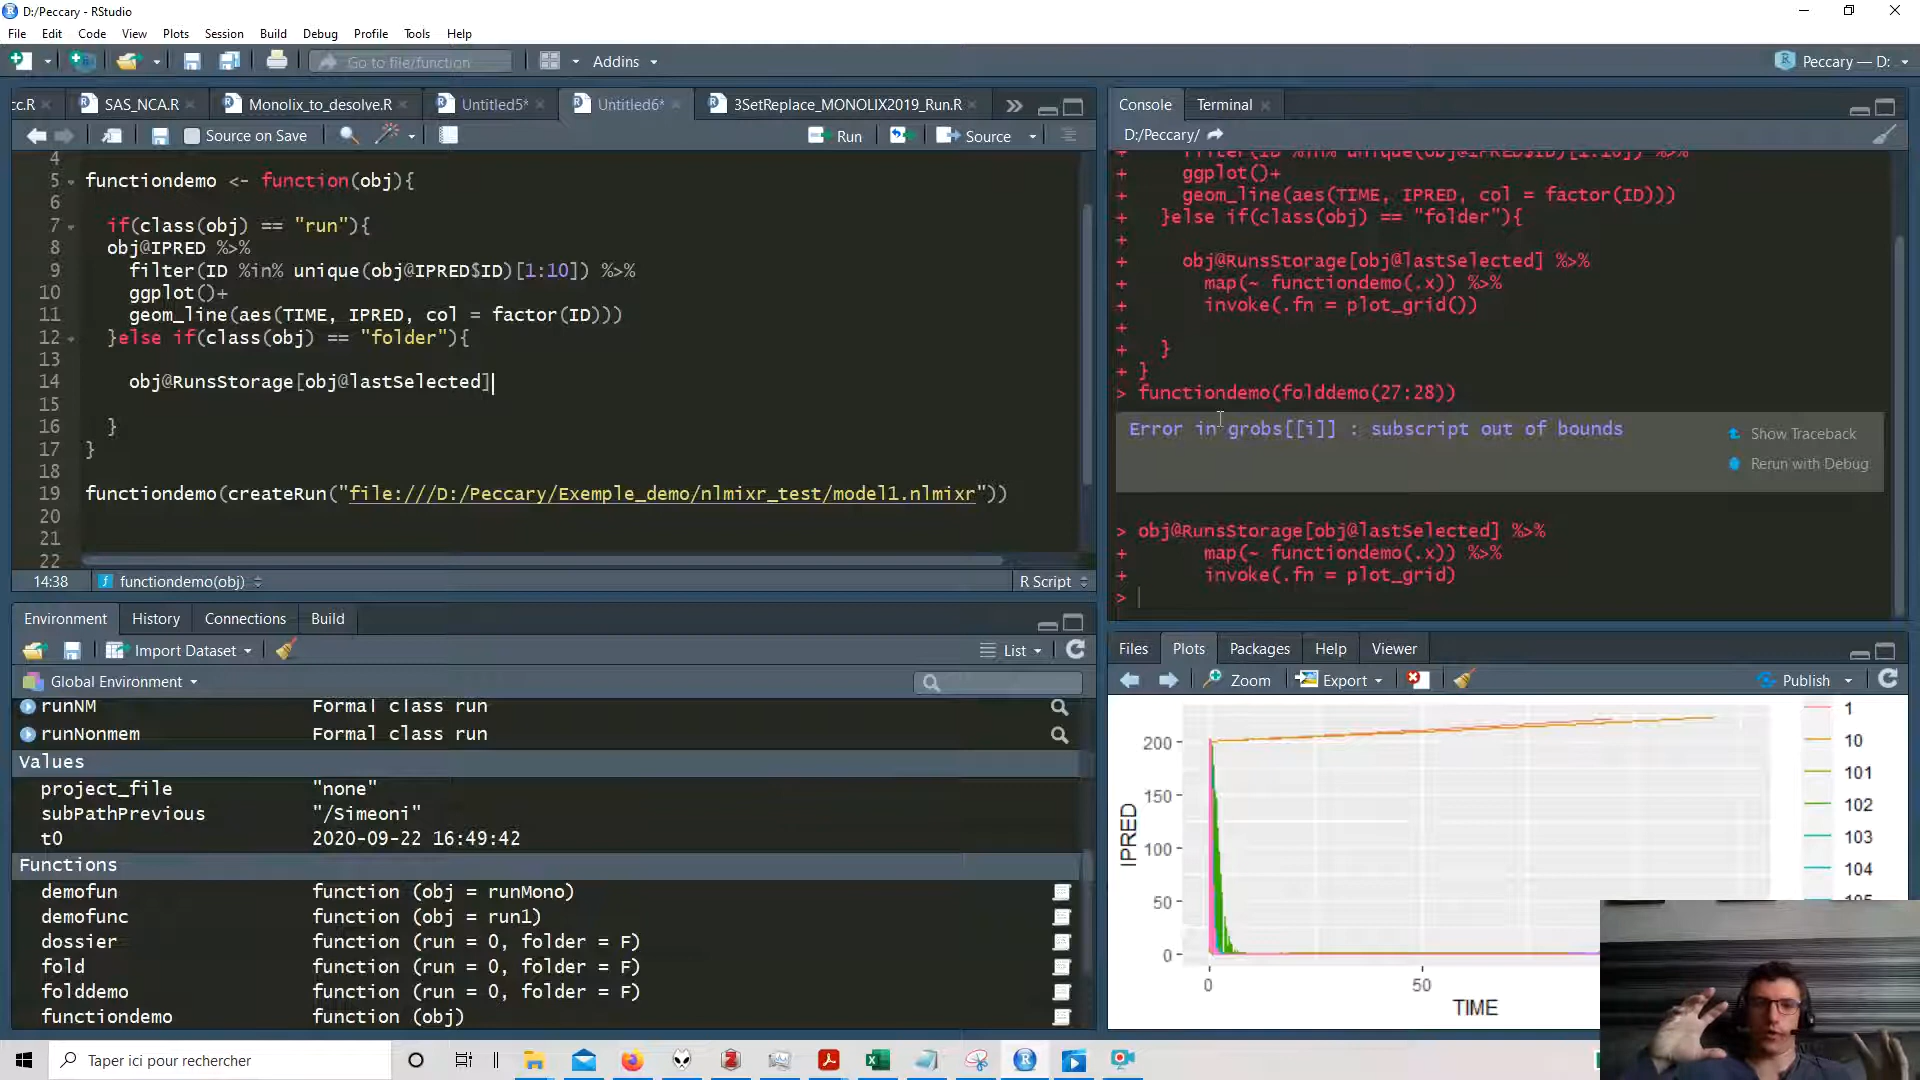 D:/Peccary - RStudio
File Edit Code View Plots Session Build Debug Profile Tools Help
Go to file/function
Addins
Peccary — D:
cc.R
SAS_NCA.R
Monolix_to_desolve.R
Untitled5*
Untitled6*
3SetReplace_MONOLIX2019_Run.R
Source on Save
Run
Source
4
5 functiondemo <- function(obj){
6
7 if(class(obj) == "run"){
8 obj@IPRED %>%
9 filter(ID %in% unique(obj@IPRED$ID)[1:10]) %>%
10 ggplot()+
11 geom_line(aes(TIME, IPRED, col = factor(ID)))
12 }else if(class(obj) == "folder"){
13
14 obj@RunsStorage[obj@lastSelected]
15
16 }
17 }
18
19 functiondemo(createRun("file:///D:/Peccary/Exemple_demo/nlmixr_test/model1.nlmixr"))
20
21
22
14:38 functiondemo(obj) R Script
Console Terminal
D:/Peccary/
+ filter(ID %in% unique(obj@IPRED$ID)[1:10]) %>%
+ ggplot()+
+ geom_line(aes(TIME, IPRED, col = factor(ID)))
+ }else if(class(obj) == "folder"){
+
+ obj@RunsStorage[obj@lastSelected] %>%
+ map(~ functiondemo(.x)) %>%
+ invoke(.fn = plot_grid())
+
+ }
+ }
> functiondemo(folddemo(27:28))
Error in grobs[[i]] : subscript out of bounds
Show Traceback
Rerun with Debug
> obj@RunsStorage[obj@lastSelected] %>%
+ map(~ functiondemo(.x)) %>%
+ invoke(.fn = plot_grid)
>
Environment History Connections Build
Import Dataset
List
Global Environment
runNM Formal class run
runNonmem Formal class run
Values
project_file "none"
subPathPrevious "/Simeoni"
t0 2020-09-22 16:49:42
Functions
demofun function (obj = runMono)
demofunc function (obj = run1)
dossier function (run = 0, folder = F)
fold function (run = 0, folder = F)
folddemo function (run = 0, folder = F)
functiondemo function (obj)
Files Plots Packages Help Viewer
Zoom Export Publish
200
150
100
50
0
IPRED
0 50
TIME
1
10
101
102
103
104
Taper ici pour rechercher